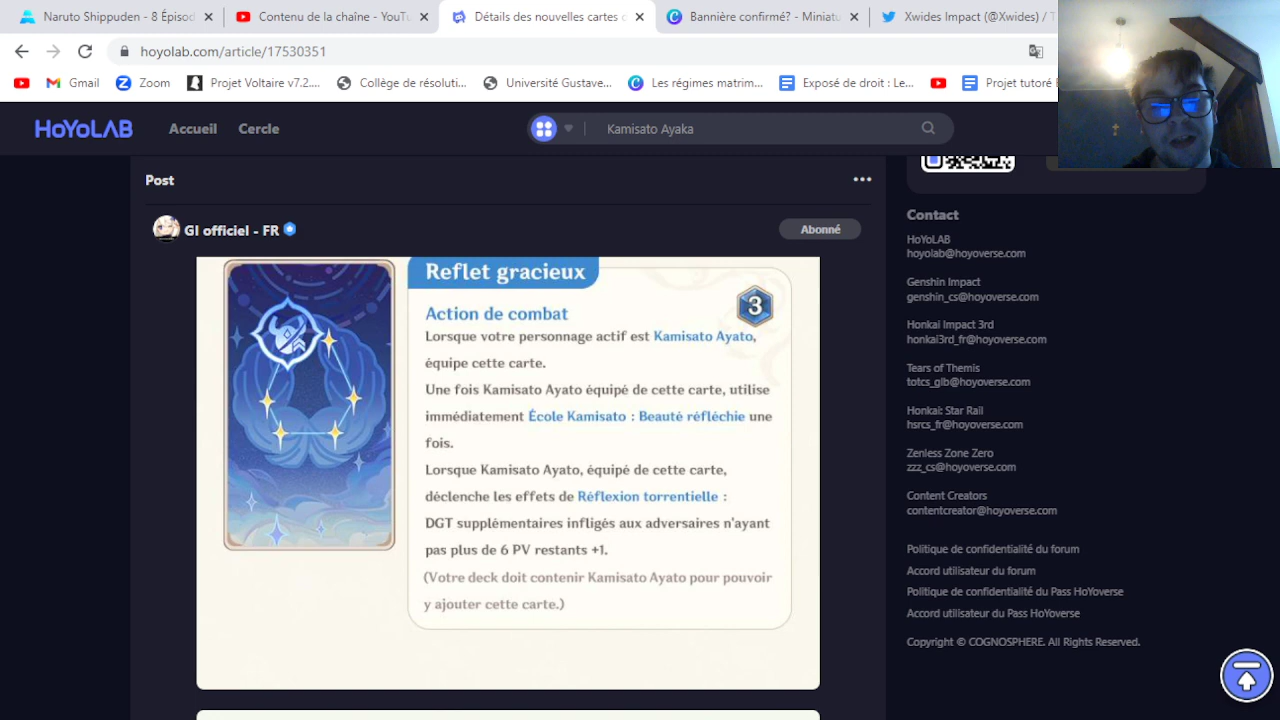 Naruto Shippuden - 8 Épisod
Contenu de la chaîne - YouTu
Détails des nouvelles cartes d
Bannière confirmé? - Miniatu
Xwides Impact (@Xwides) / T
hoyolab.com/article/17530351
Gmail
Zoom
Projet Voltaire v7.2....
Collège de résoluti...
Université Gustave...
Les régimes matrim...
Exposé de droit : Le...
Projet tutoré E
HoYoLAB
Accueil
Cercle
Kamisato Ayaka
Post
GI officiel - FR
Abonné
Reflet gracieux
3
Action de combat
Lorsque votre personnage actif est Kamisato Ayato,
équipe cette carte.
Une fois Kamisato Ayato équipé de cette carte, utilise
immédiatement École Kamisato : Beauté réfléchie une
fois.
Lorsque Kamisato Ayato, équipé de cette carte,
déclenche les effets de Réflexion torrentielle :
DGT supplémentaires infligés aux adversaires n'ayant
pas plus de 6 PV restants +1.
(Votre deck doit contenir Kamisato Ayato pour pouvoir
y ajouter cette carte.)
Contact
HoYoLAB
hoyolab@hoyoverse.com
Genshin Impact
genshin_cs@hoyoverse.com
Honkai Impact 3rd
honkai3rd_fr@hoyoverse.com
Tears of Themis
totcs_glb@hoyoverse.com
Honkai: Star Rail
hsrcs_fr@hoyoverse.com
Zenless Zone Zero
zzz_cs@hoyoverse.com
Content Creators
contentcreator@hoyoverse.com
Politique de confidentialité du forum
Accord utilisateur du forum
Politique de confidentialité du Pass HoYoverse
Accord utilisateur du Pass HoYoverse
Copyright © COGNOSPHERE. All Rights Reserved.